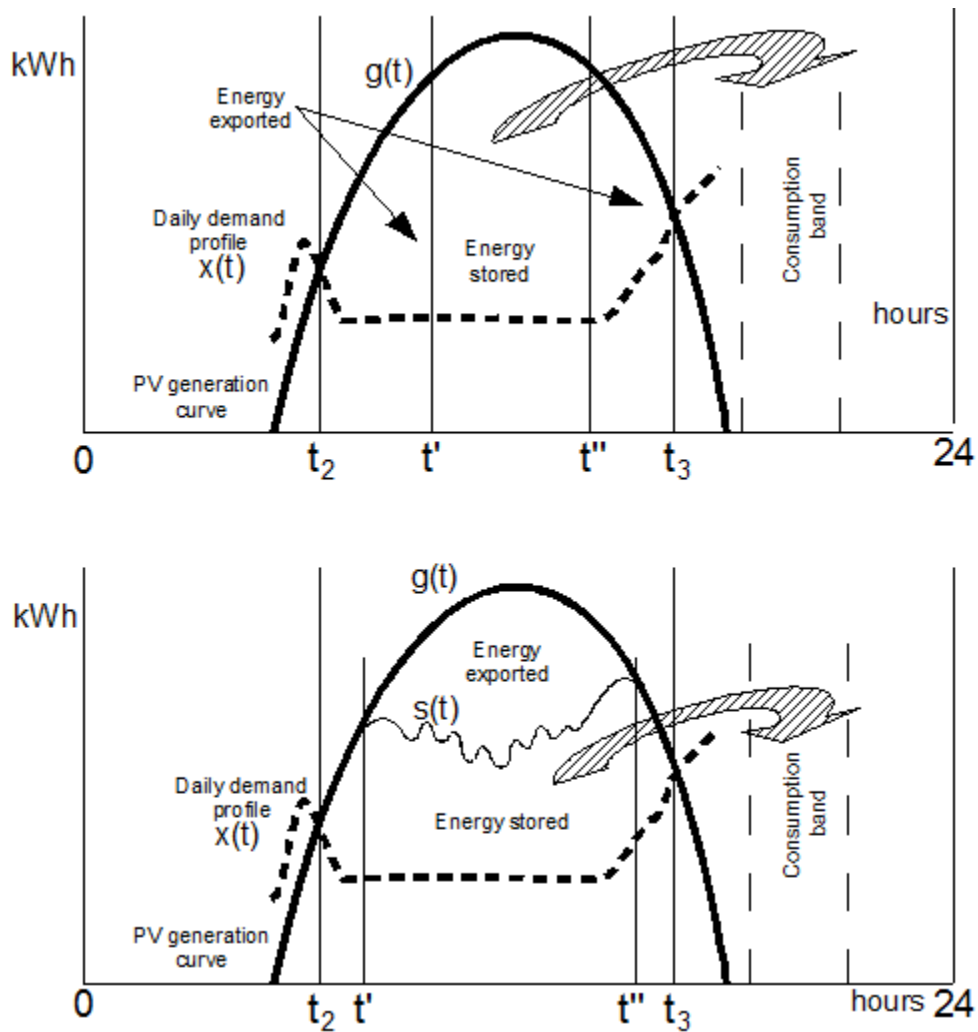 kWh
g(t)
Energy
exported
Daily demand
profile
x(t)
Energy
stored
Consumption
band
hours
PV generation
curve
0
t2
t'
t''
t3
24
kWh
g(t)
Energy
exported
s(t)
Daily demand
profile
x(t)
Energy stored
Consumption
band
PV generation
curve
0
t2
t'
t''
t3
hours
24